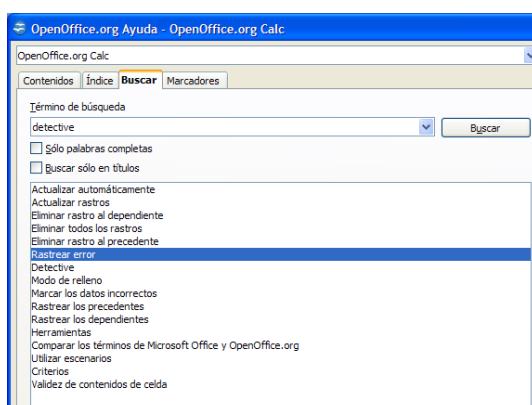 OpenOffice.org Ayuda - OpenOffice.org Calc
OpenOffice.org Calc
Contenidos Índice Buscar Marcadores
Término de búsqueda
detective
Buscar
Sólo palabras completas
Buscar sólo en títulos
Actualizar automáticamente
Actualizar rastros
Eliminar rastro al dependiente
Eliminar todos los rastros
Eliminar rastro al precedente
Rastrear error
Detective
Modo de relleno
Marcar los datos incorrectos
Rastrear los precedentes
Rastrear los dependientes
Herramientas
Comparar los términos de Microsoft Office y OpenOffice.org
Utilizar escenarios
Criterios
Validez de contenidos de celda